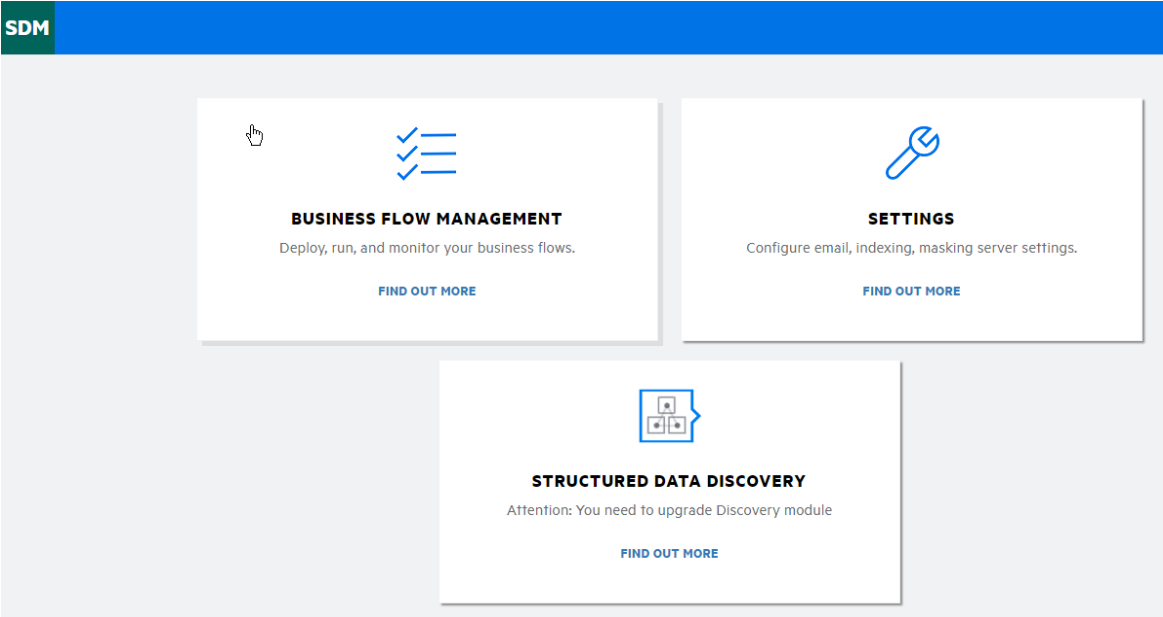 SDM
BUSINESS FLOW MANAGEMENT
Deploy, run, and monitor your business flows.
FIND OUT MORE
SETTINGS
Configure email, indexing, masking server settings.
FIND OUT MORE
STRUCTURED DATA DISCOVERY
Attention: You need to upgrade Discovery module
FIND OUT MORE